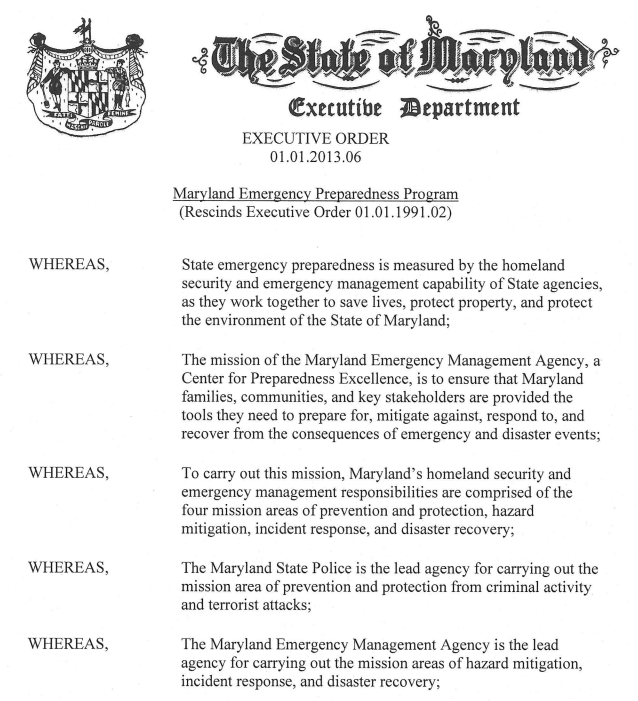 The State of Maryland
Executive Department
EXECUTIVE ORDER
01.01.2013.06
Maryland Emergency Preparedness Program
(Rescinds Executive Order 01.01.1991.02)
WHEREAS, State emergency preparedness is measured by the homeland
security and emergency management capability of State agencies,
as they work together to save lives, protect property, and protect
the environment of the State of Maryland;
WHEREAS, The mission of the Maryland Emergency Management Agency, a
Center for Preparedness Excellence, is to ensure that Maryland
families, communities, and key stakeholders are provided the
tools they need to prepare for, mitigate against, respond to, and
recover from the consequences of emergency and disaster events;
WHEREAS, To carry out this mission, Maryland's homeland security and
emergency management responsibilities are comprised of the
four mission areas of prevention and protection, hazard
mitigation, incident response, and disaster recovery;
WHEREAS, The Maryland State Police is the lead agency for carrying out the
mission area of prevention and protection from criminal activity
and terrorist attacks;
WHEREAS, The Maryland Emergency Management Agency is the lead
agency for carrying out the mission areas of hazard mitigation,
incident response, and disaster recovery;